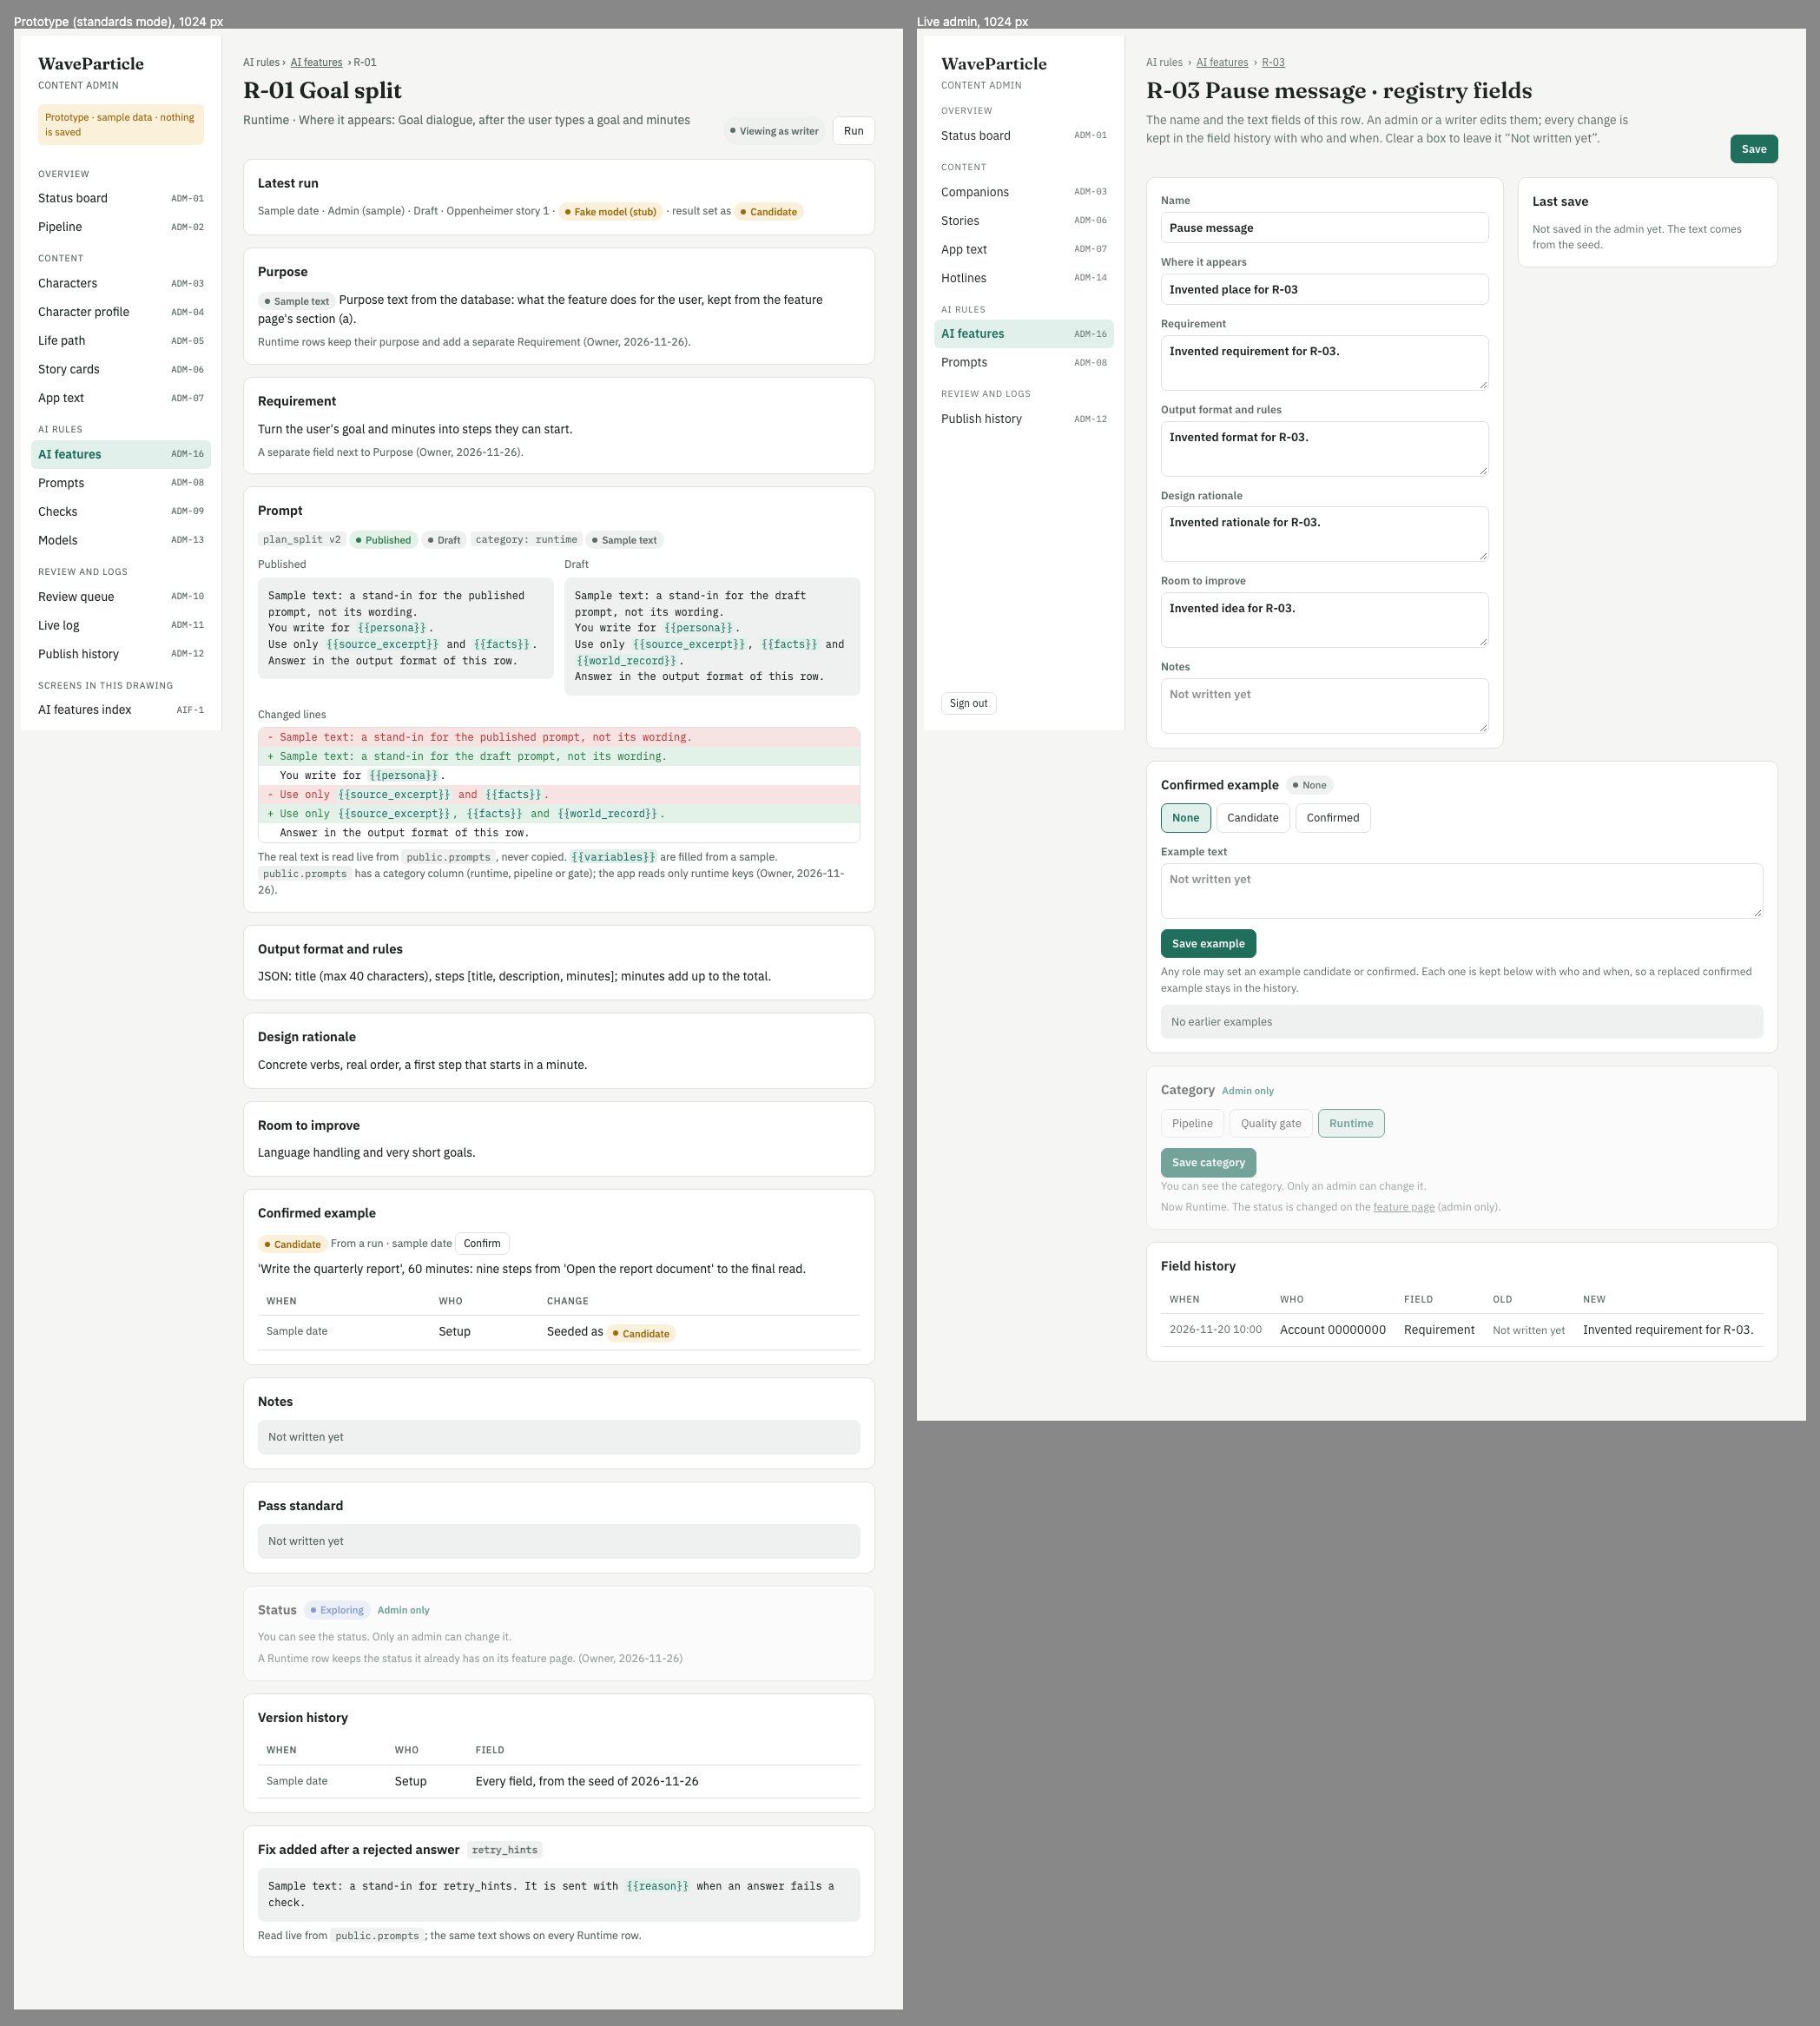 Prototype (standards mode), 1024 px
WaveParticle
CONTENT ADMIN
Prototype · sample data · nothing
is saved
OVERVIEW
Status board ADM-01
Pipeline ADM-02
CONTENT
Characters ADM-03
Character profile ADM-04
Life path ADM-05
Story cards ADM-06
App text ADM-07
AI RULES
AI features ADM-16
Prompts ADM-08
Checks ADM-09
Models ADM-13
REVIEW AND LOGS
Review queue ADM-10
Live log ADM-11
Publish history ADM-12
SCREENS IN THIS DRAWING
AI features index AIF-1
AI rules › AI features › R-01
R-01 Goal split
Runtime · Where it appears: Goal dialogue, after the user types a goal and minutes
Viewing as writer
Run
Latest run
Sample date · Admin (sample) · Draft · Oppenheimer story 1 · Fake model (stub) · result set as Candidate
Purpose
Sample text Purpose text from the database: what the feature does for the user, kept from the feature
page's section (a).
Runtime rows keep their purpose and add a separate Requirement (Owner, 2026-11-26).
Requirement
Turn the user's goal and minutes into steps they can start.
A separate field next to Purpose (Owner, 2026-11-26).
Prompt
plan_split v2 Published Draft category: runtime Sample text
Published
Sample text: a stand-in for the published
prompt, not its wording.
You write for {{persona}}.
Use only {{source_excerpt}} and {{facts}}.
Answer in the output format of this row.
Draft
Sample text: a stand-in for the draft
prompt, not its wording.
You write for {{persona}}.
Use only {{source_excerpt}}, {{facts}} and
{{world_record}}.
Answer in the output format of this row.
Changed lines
- Sample text: a stand-in for the published prompt, not its wording.
+ Sample text: a stand-in for the draft prompt, not its wording.
You write for {{persona}}.
- Use only {{source_excerpt}} and {{facts}}.
+ Use only {{source_excerpt}}, {{facts}} and {{world_record}}.
Answer in the output format of this row.
The real text is read live from public.prompts, never copied. {{variables}} are filled from a sample.
public.prompts has a category column (runtime, pipeline or gate); the app reads only runtime keys (Owner, 2026-11-
26).
Output format and rules
JSON: title (max 40 characters), steps [title, description, minutes]; minutes add up to the total.
Design rationale
Concrete verbs, real order, a first step that starts in a minute.
Room to improve
Language handling and very short goals.
Confirmed example
Candidate From a run · sample date Confirm
'Write the quarterly report', 60 minutes: nine steps from 'Open the report document' to the final read.
WHEN WHO CHANGE
Sample date Setup Seeded as Candidate
Notes
Not written yet
Pass standard
Not written yet
Status Exploring Admin only
You can see the status. Only an admin can change it.
A Runtime row keeps the status it already has on its feature page. (Owner, 2026-11-26)
Version history
WHEN WHO FIELD
Sample date Setup Every field, from the seed of 2026-11-26
Fix added after a rejected answer retry_hints
Sample text: a stand-in for retry_hints. It is sent with {{reason}} when an answer fails a
check.
Read live from public.prompts; the same text shows on every Runtime row.
Live admin, 1024 px
WaveParticle
CONTENT ADMIN
OVERVIEW
Status board ADM-01
CONTENT
Companions ADM-03
Stories ADM-06
App text ADM-07
Hotlines ADM-14
AI RULES
AI features ADM-16
Prompts ADM-08
REVIEW AND LOGS
Publish history ADM-12
Sign out
AI rules › AI features › R-03
R-03 Pause message · registry fields
The name and the text fields of this row. An admin or a writer edits them; every change is
kept in the field history with who and when. Clear a box to leave it “Not written yet”.
Save
Name
Pause message
Where it appears
Invented place for R-03
Requirement
Invented requirement for R-03.
Output format and rules
Invented format for R-03.
Design rationale
Invented rationale for R-03.
Room to improve
Invented idea for R-03.
Notes
Not written yet
Last save
Not saved in the admin yet. The text comes
from the seed.
Confirmed example None
None Candidate Confirmed
Example text
Not written yet
Save example
Any role may set an example candidate or confirmed. Each one is kept below with who and when, so a replaced confirmed
example stays in the history.
No earlier examples
Category Admin only
Pipeline Quality gate Runtime
Save category
You can see the category. Only an admin can change it.
Now Runtime. The status is changed on the feature page (admin only).
Field history
WHEN WHO FIELD OLD NEW
2026-11-20 10:00 Account 00000000 Requirement Not written yet Invented requirement for R-03.